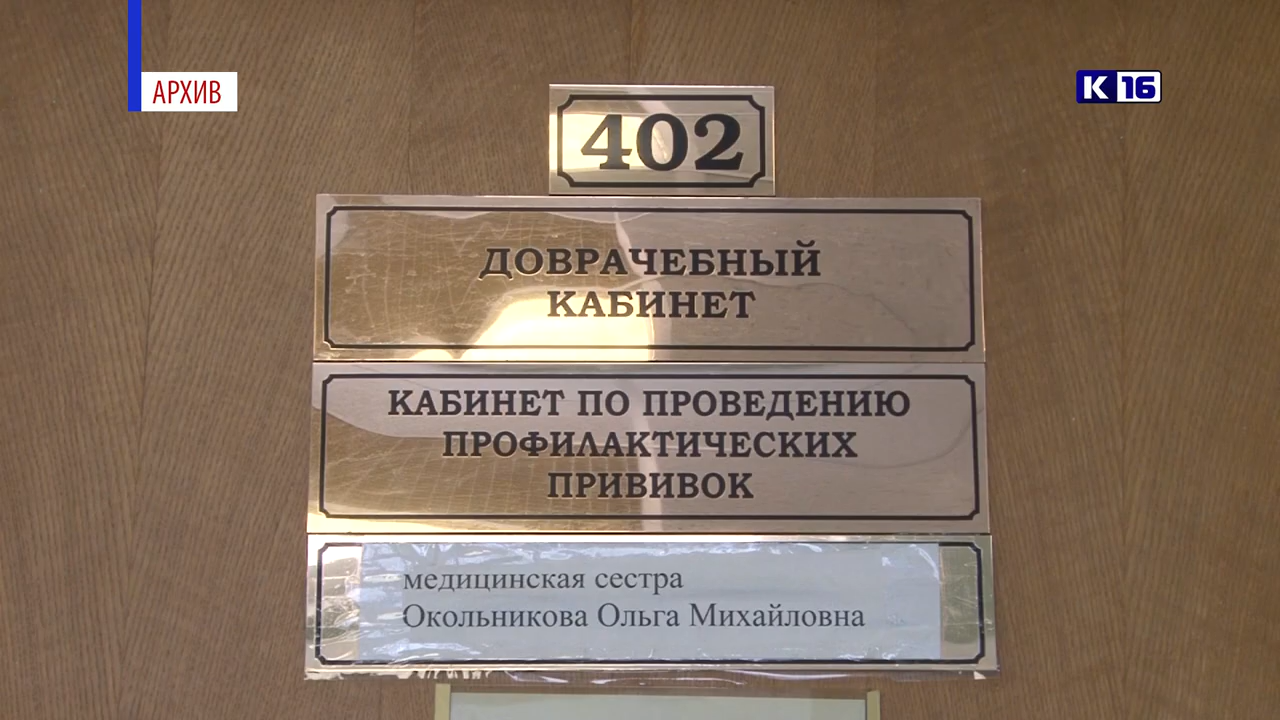 АРХИВ
К 16
402
ДОВРАЧЕБНЫЙ
КАБИНЕТ
КАБИНЕТ ПО ПРОВЕДЕНИЮ
ПРОФИЛАКТИЧЕСКИХ
ПРИВИВОК
медицинская сестра
Окольникова Ольга Михайловна